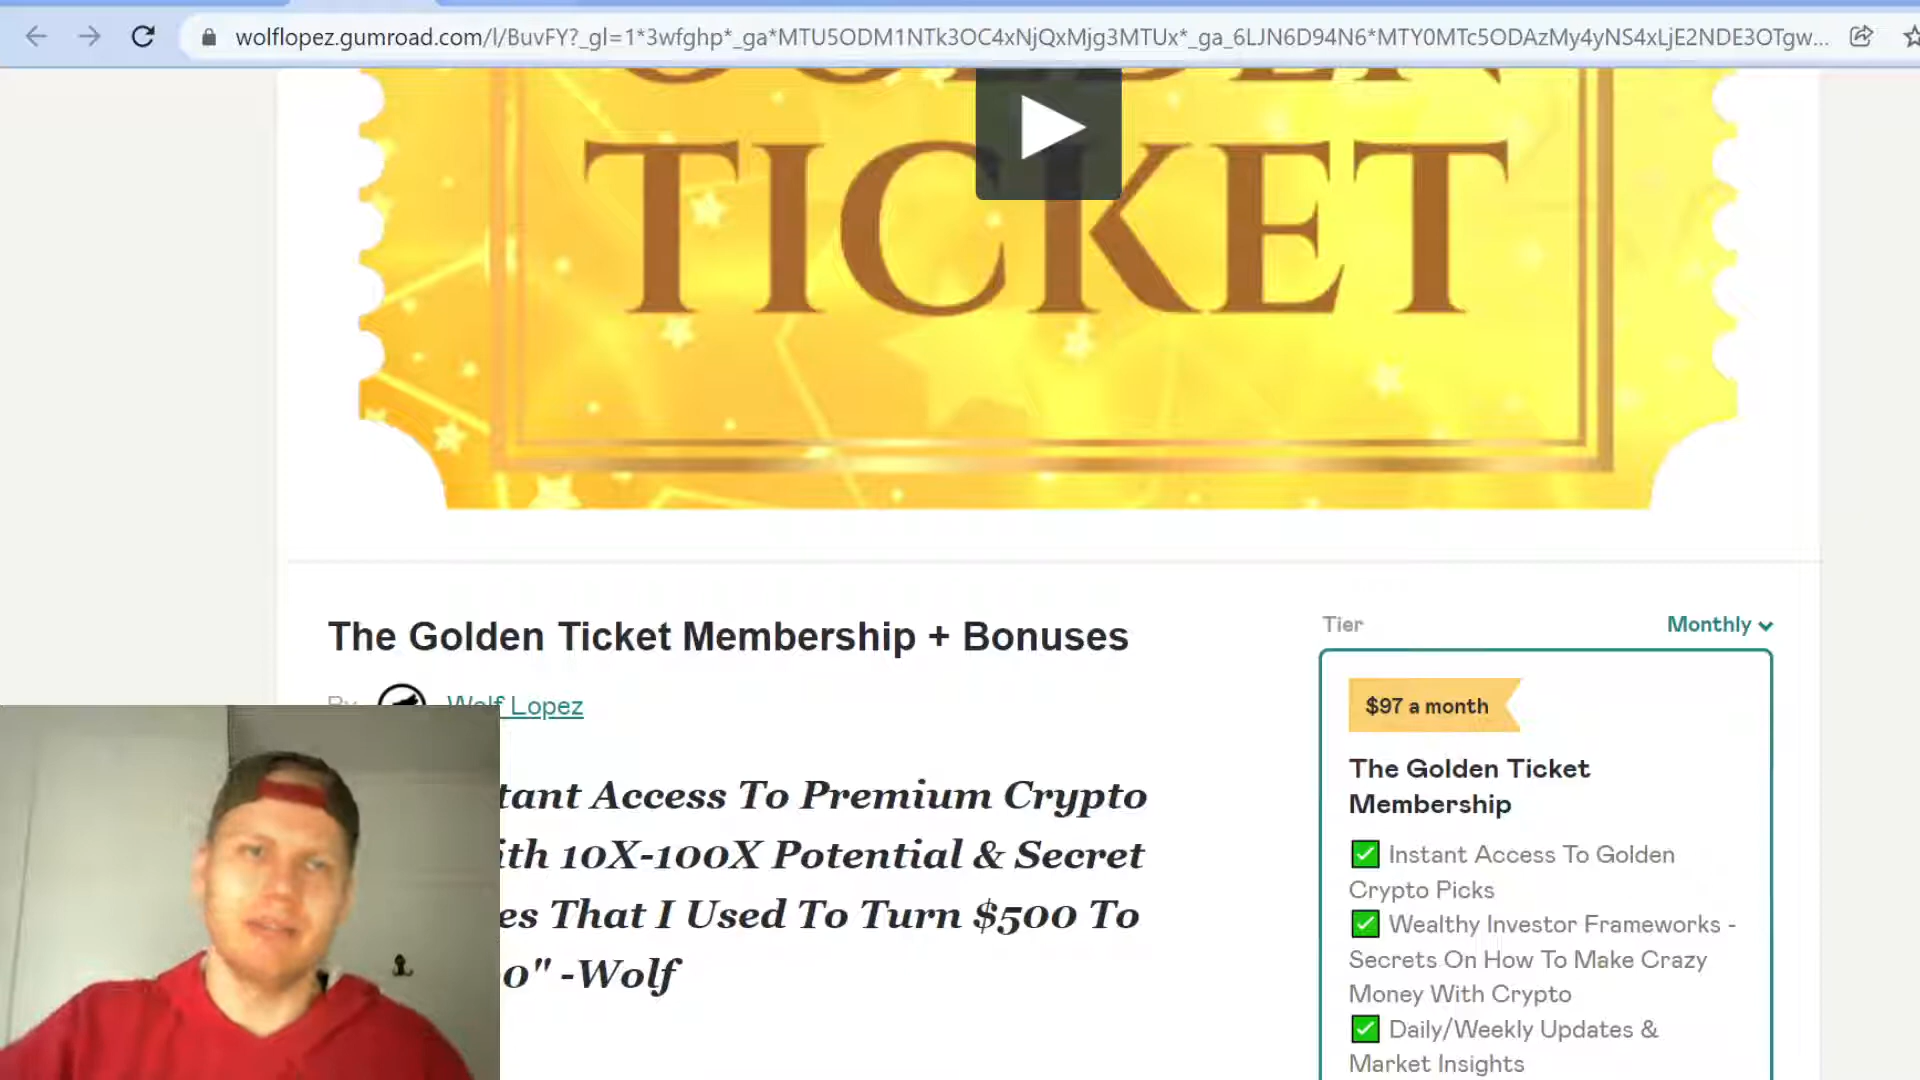 wolflopez.gumroad.com/l/BuvFY?_gl=1*3wfghp*_ga*MTU5ODM1NTk3OC4xNjQxMjg3MTUx*_ga_6LJN6D94N6*MTY0MTc5ODAzMy4yNS4xLjE2NDE3OTgw...
GOLDEN
TICKET
The Golden Ticket Membership + Bonuses
Tier
Monthly
By Wolf Lopez
$97 a month
The Golden Ticket
Membership
tant Access To Premium Crypto
ith 10X-100X Potential & Secret
es That I Used To Turn $500 To
0" -Wolf
✅ Instant Access To Golden
Crypto Picks
✅ Wealthy Investor Frameworks -
Secrets On How To Make Crazy
Money With Crypto
✅ Daily/Weekly Updates &
Market Insights